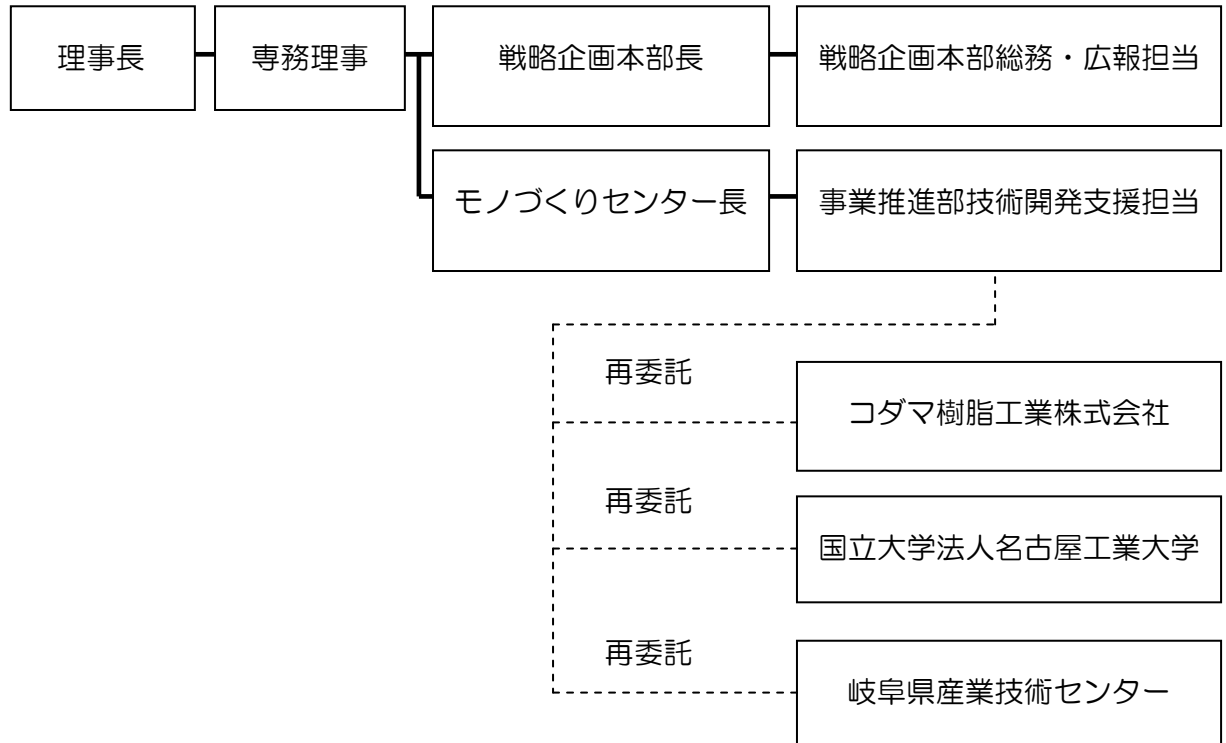 理事長
専務理事
戦略企画本部長
戦略企画本部総務・広報担当
モノづくりセンター長
事業推進部技術開発支援担当
再委託
コダマ樹脂工業株式会社
再委託
国立大学法人名古屋工業大学
再委託
岐阜県産業技術センター